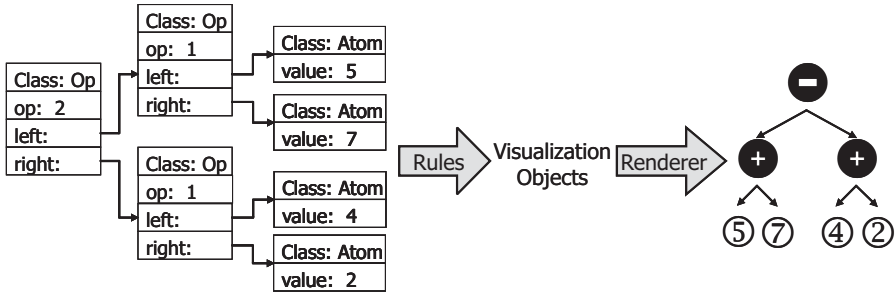 Class: Op
op: 2
left:
right:
Class: Op
op: 1
left:
right:
Class: Op
op: 1
left:
right:
Class: Atom
value: 5
Class: Atom
value: 7
Class: Atom
value: 4
Class: Atom
value: 2
Rules
Visualization
Objects
Renderer
−
+ +
5 7 4 2